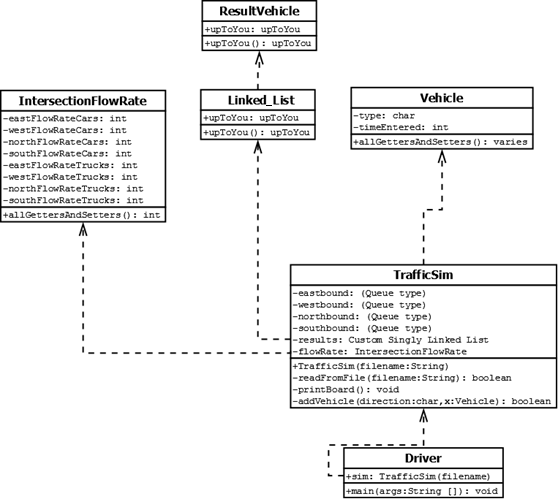 ResultVehicle
+upToYou: upToYou
+upToYou(): upToYou
IntersectionFlowRate
-eastFlowRateCars: int
-westFlowRateCars: int
-northFlowRateCars: int
-southFlowRateCars: int
-eastFlowRateTrucks: int
-westFlowRateTrucks: int
-northFlowRateTrucks: int
-southFlowRateTrucks: int
+allGettersAndSetters(): int
Linked_List
+upToYou: upToYou
+upToYou(): upToYou
Vehicle
-type: char
-timeEntered: int
+allGettersAndSetters(): varies
TrafficSim
-eastbound: (Queue type)
-westbound: (Queue type)
-northbound: (Queue type)
-southbound: (Queue type)
-results: Custom Singly Linked List
-flowRate: IntersectionFlowRate
+TrafficSim(filename:String)
-readFromFile(filename:String): boolean
-printBoard(): void
-addVehicle(direction:char,x:Vehicle): boolean
Driver
+sim: TrafficSim(filename)
+main(args:String []): void